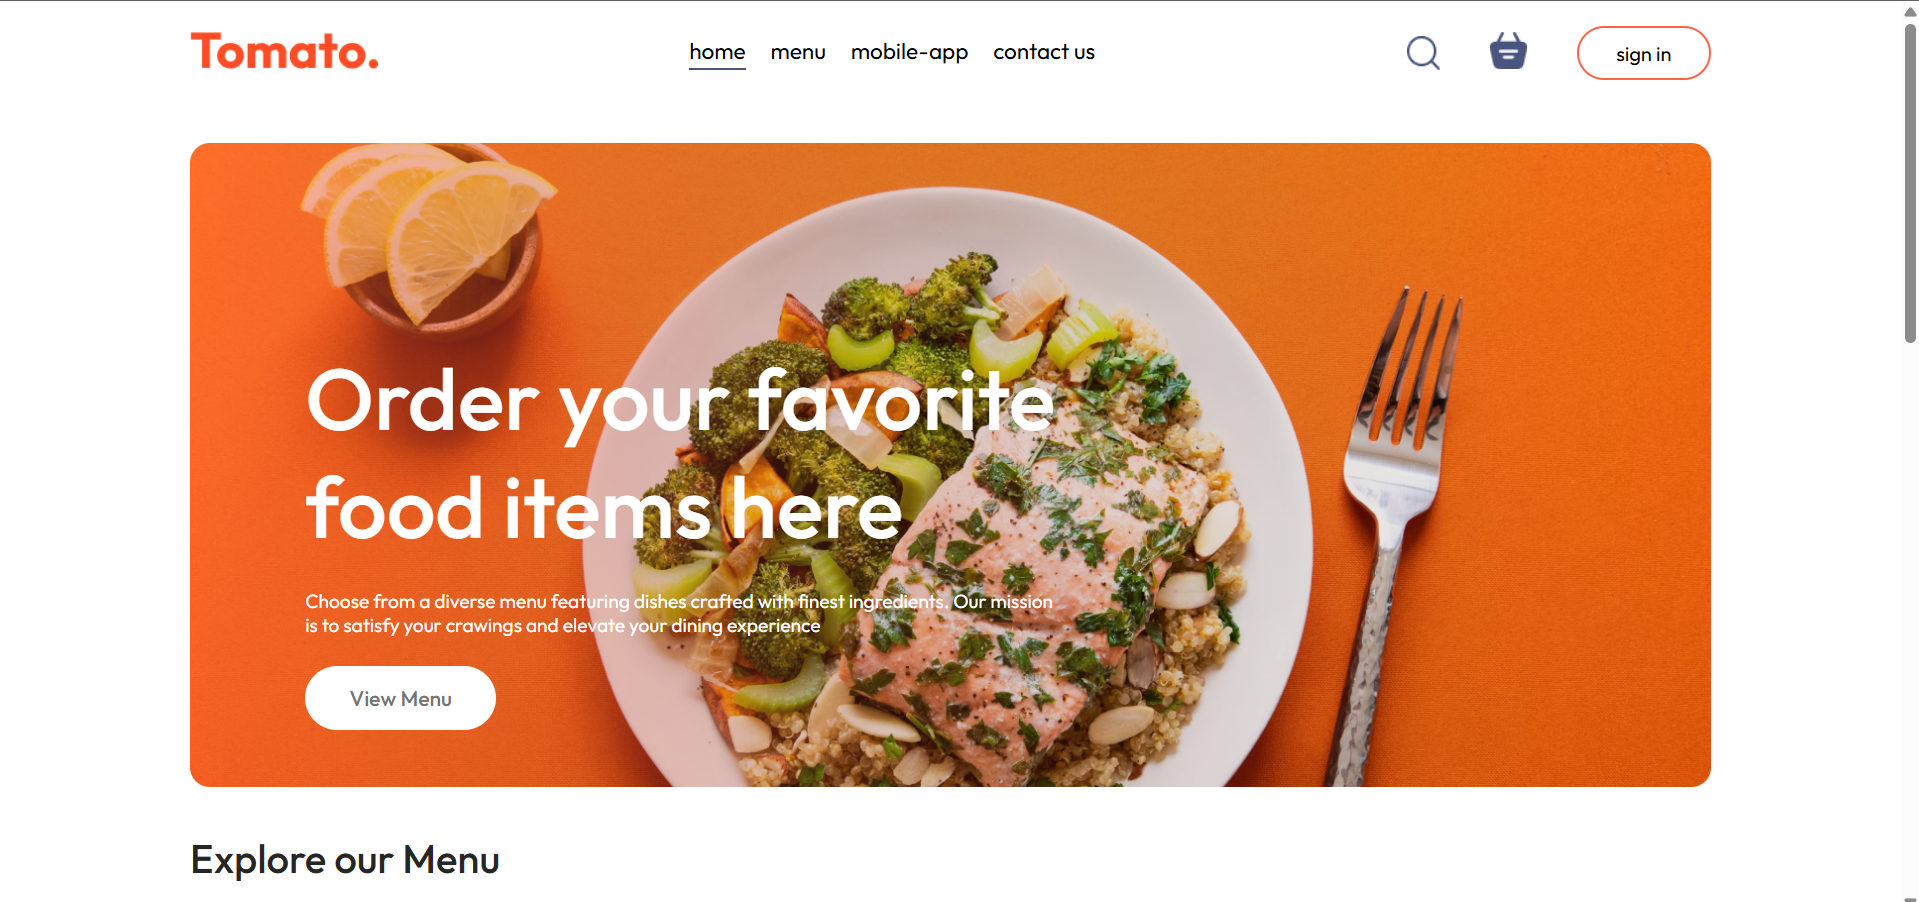 Tomato.
home menu mobile-app contact us
sign in
Order your favorite
food items here
Choose from a diverse menu featuring dishes crafted with finest ingredients. Our mission
is to satisfy your crawings and elevate your dining experience
View Menu
Explore our Menu